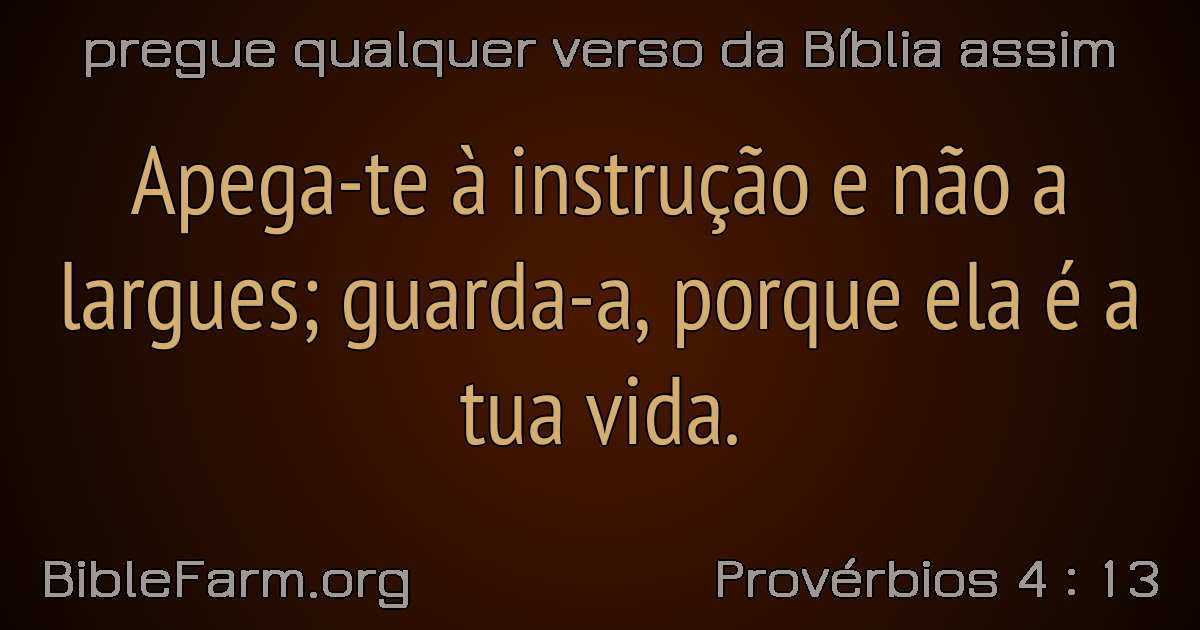 pregue qualquer verso da Bíblia assim
Apega-te à instrução e não a
largues; guarda-a, porque ela é a
tua vida.
BibleFarm.org
Provérbios 4 : 13